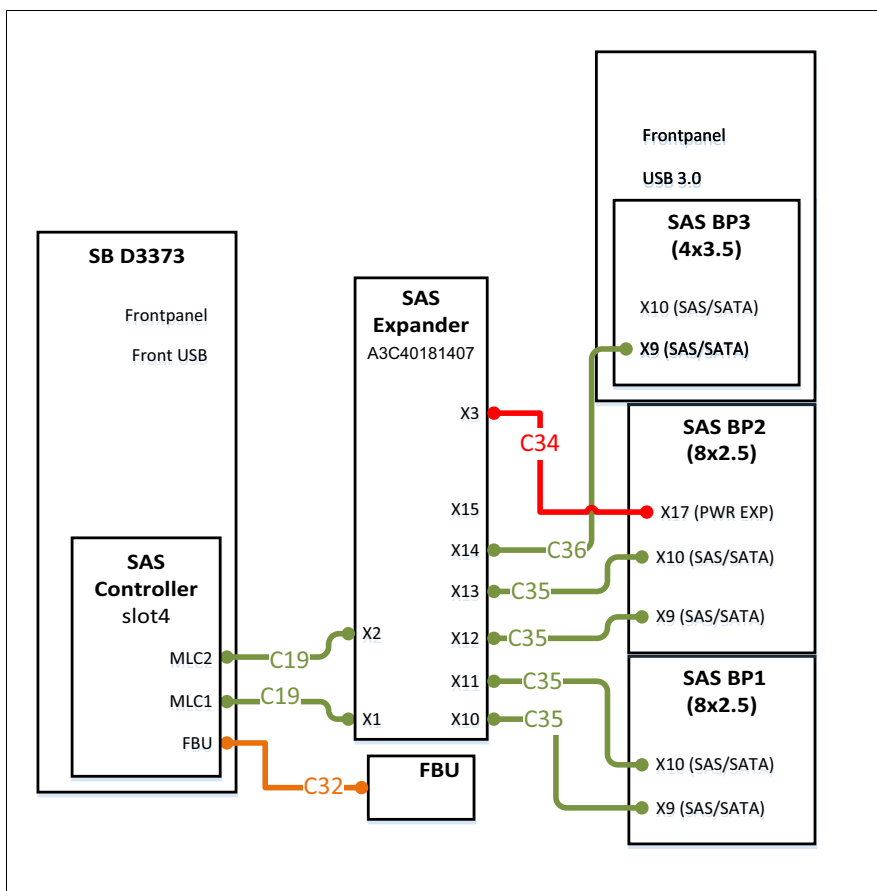 Frontpanel
USB 3.0
SAS BP3
(4x3.5)
X10 (SAS/SATA)
X9 (SAS/SATA)
SB D3373
Frontpanel
Front USB
SAS
Controller
slot4
MLC2
MLC1
FBU
C19
C19
C32
SAS
Expander
A3C40181407
X3
X15
X14
X13
X12
X11
X10
X2
X1
FBU
C34
C36
C35
C35
C35
C35
SAS BP2
(8x2.5)
X17 (PWR EXP)
X10 (SAS/SATA)
X9 (SAS/SATA)
SAS BP1
(8x2.5)
X10 (SAS/SATA)
X9 (SAS/SATA)